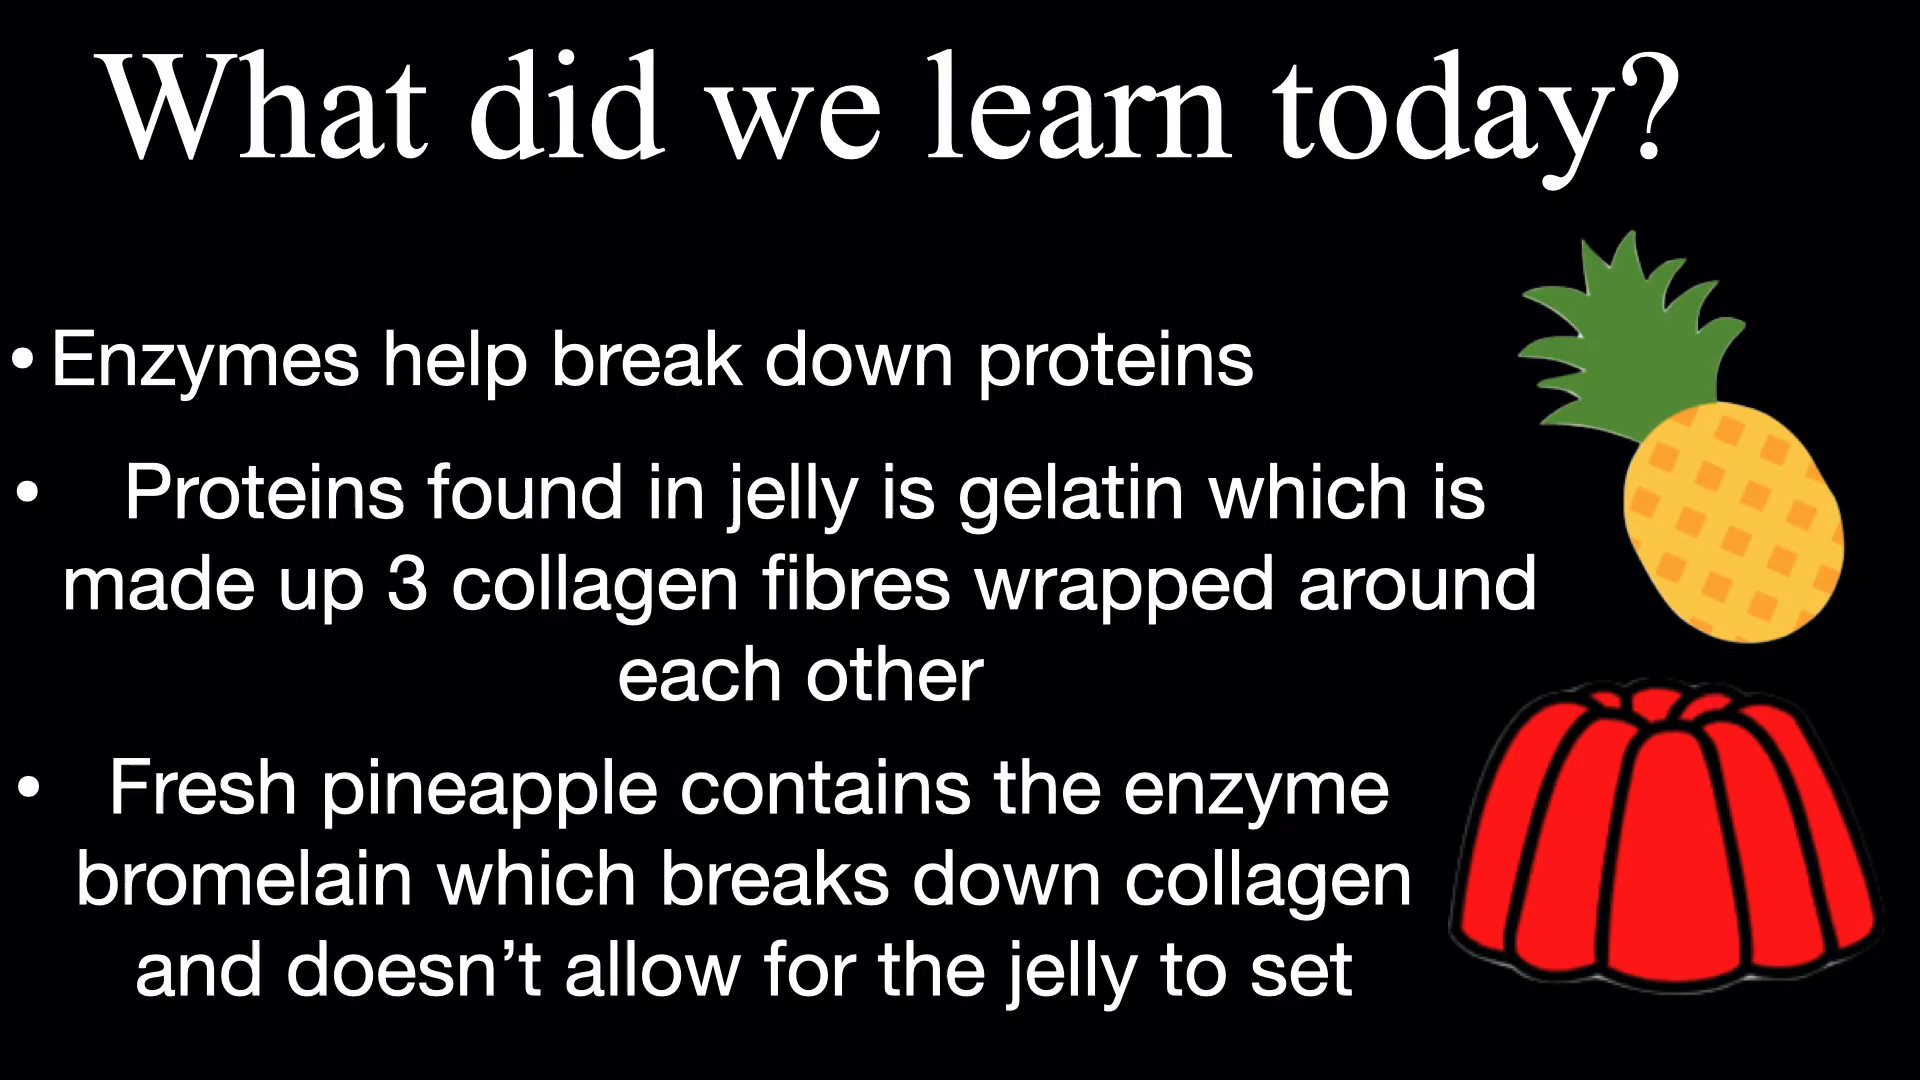 What did we learn today?
• Enzymes help break down proteins
• Proteins found in jelly is gelatin which is
made up 3 collagen fibres wrapped around
each other
• Fresh pineapple contains the enzyme
bromelain which breaks down collagen
and doesn’t allow for the jelly to set